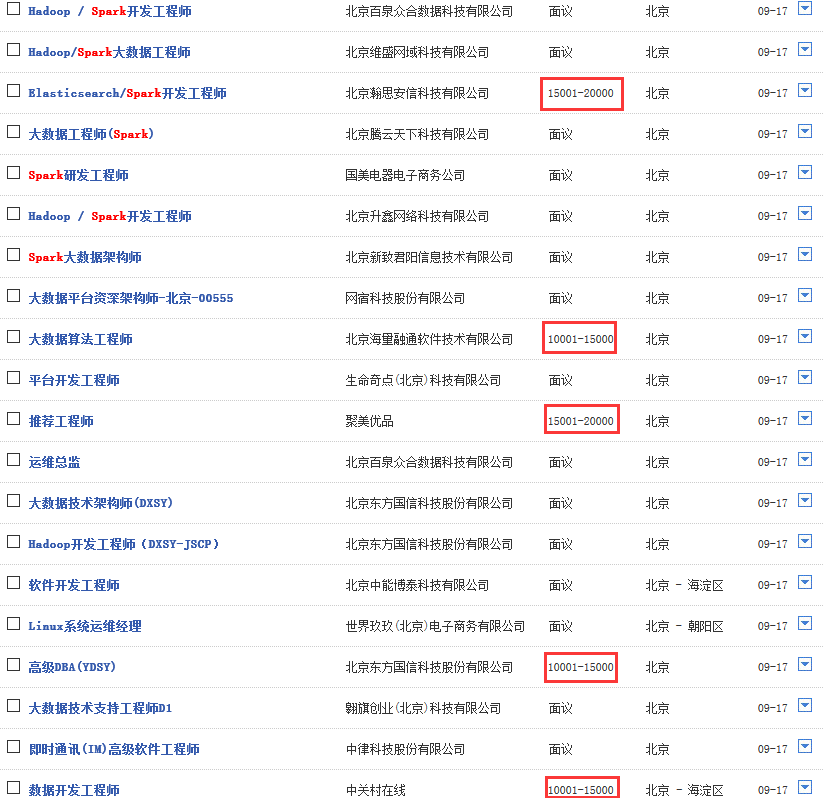 Hadoop / Spark开发工程师 北京百泉众合数据科技有限公司 面议 北京 09-17
Hadoop/Spark大数据工程师 北京维盛网域科技有限公司 面议 北京 09-17
Elasticsearch/Spark开发工程师 北京瀚思安信科技有限公司 15001-20000 北京 09-17
大数据工程师(Spark) 北京腾云天下科技有限公司 面议 北京 09-17
Spark研发工程师 国美电器电子商务公司 面议 北京 09-17
Hadoop / Spark开发工程师 北京升鑫网络科技有限公司 面议 北京 09-17
Spark大数据架构师 北京新致君阳信息技术有限公司 面议 北京 09-17
大数据平台资深架构师-北京-00555 网宿科技股份有限公司 面议 北京 09-17
大数据算法工程师 北京海量融通软件技术有限公司 10001-15000 北京 09-17
平台开发工程师 生命奇点(北京)科技有限公司 面议 北京 09-17
推荐工程师 聚美优品 15001-20000 北京 09-17
运维总监 北京百泉众合数据科技有限公司 面议 北京 09-17
大数据技术架构师(DXSY) 北京东方国信科技股份有限公司 面议 北京 09-17
Hadoop开发工程师（DXSY-JSCP） 北京东方国信科技股份有限公司 面议 北京 09-17
软件开发工程师 北京中能博泰科技有限公司 面议 北京 - 海淀区 09-17
Linux系统运维经理 世界玖玖(北京)电子商务有限公司 面议 北京 - 朝阳区 09-17
高级DBA(YDSY) 北京东方国信科技股份有限公司 10001-15000 北京 09-17
大数据技术支持工程师D1 翱旗创业(北京)科技有限公司 面议 北京 09-17
即时通讯(IM)高级软件工程师 中律科技股份有限公司 面议 北京 09-17
数据开发工程师 中关村在线 10001-15000 北京 - 海淀区 09-17